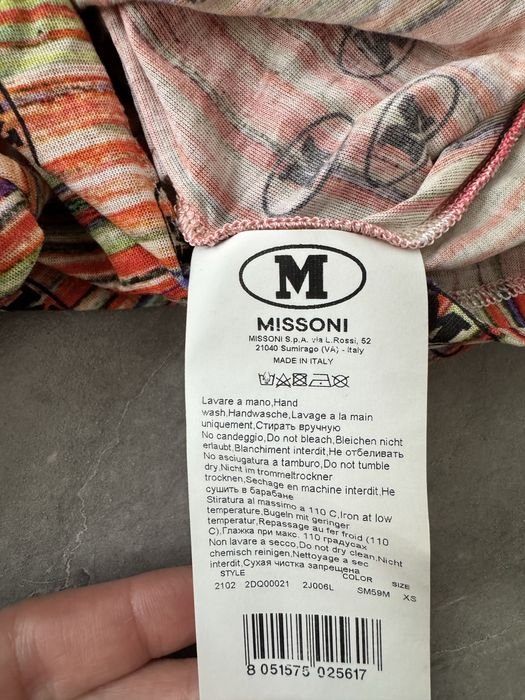 M
MISSONI
MISSONI S.p.A. via L.Rossi, 52
21040 Sumirago (VA) - Italy
MADE IN ITALY
Lavare a mano,Hand
wash,Handwasche,Lavage a la main
uniquement,Стирать вручную
No candeggio,Do not bleach,Bleichen nicht
erlaubt,Blanchiment interdit,Не отбеливать
No asciugatura a tamburo,Do not tumble
dry,Nicht im trommeltrockner
trocknen,Sechage en machine interdit,Не
сушить в барабане
Stiratura al massimo a 110 C,Iron at low
temperature,Bugeln mit geringer
temperatur,Repassage au fer froid (110
C),Глажка при макс. 110 градусах
Non lavare a secco,Do not dry clean,Nicht
chemisch reinigen,Nettoyage a sec
interdit,Сухая чистка запрещена
STYLE COLOR SIZE
2102 2DQ00021 2J006L SM59M XS
8 051575 025617